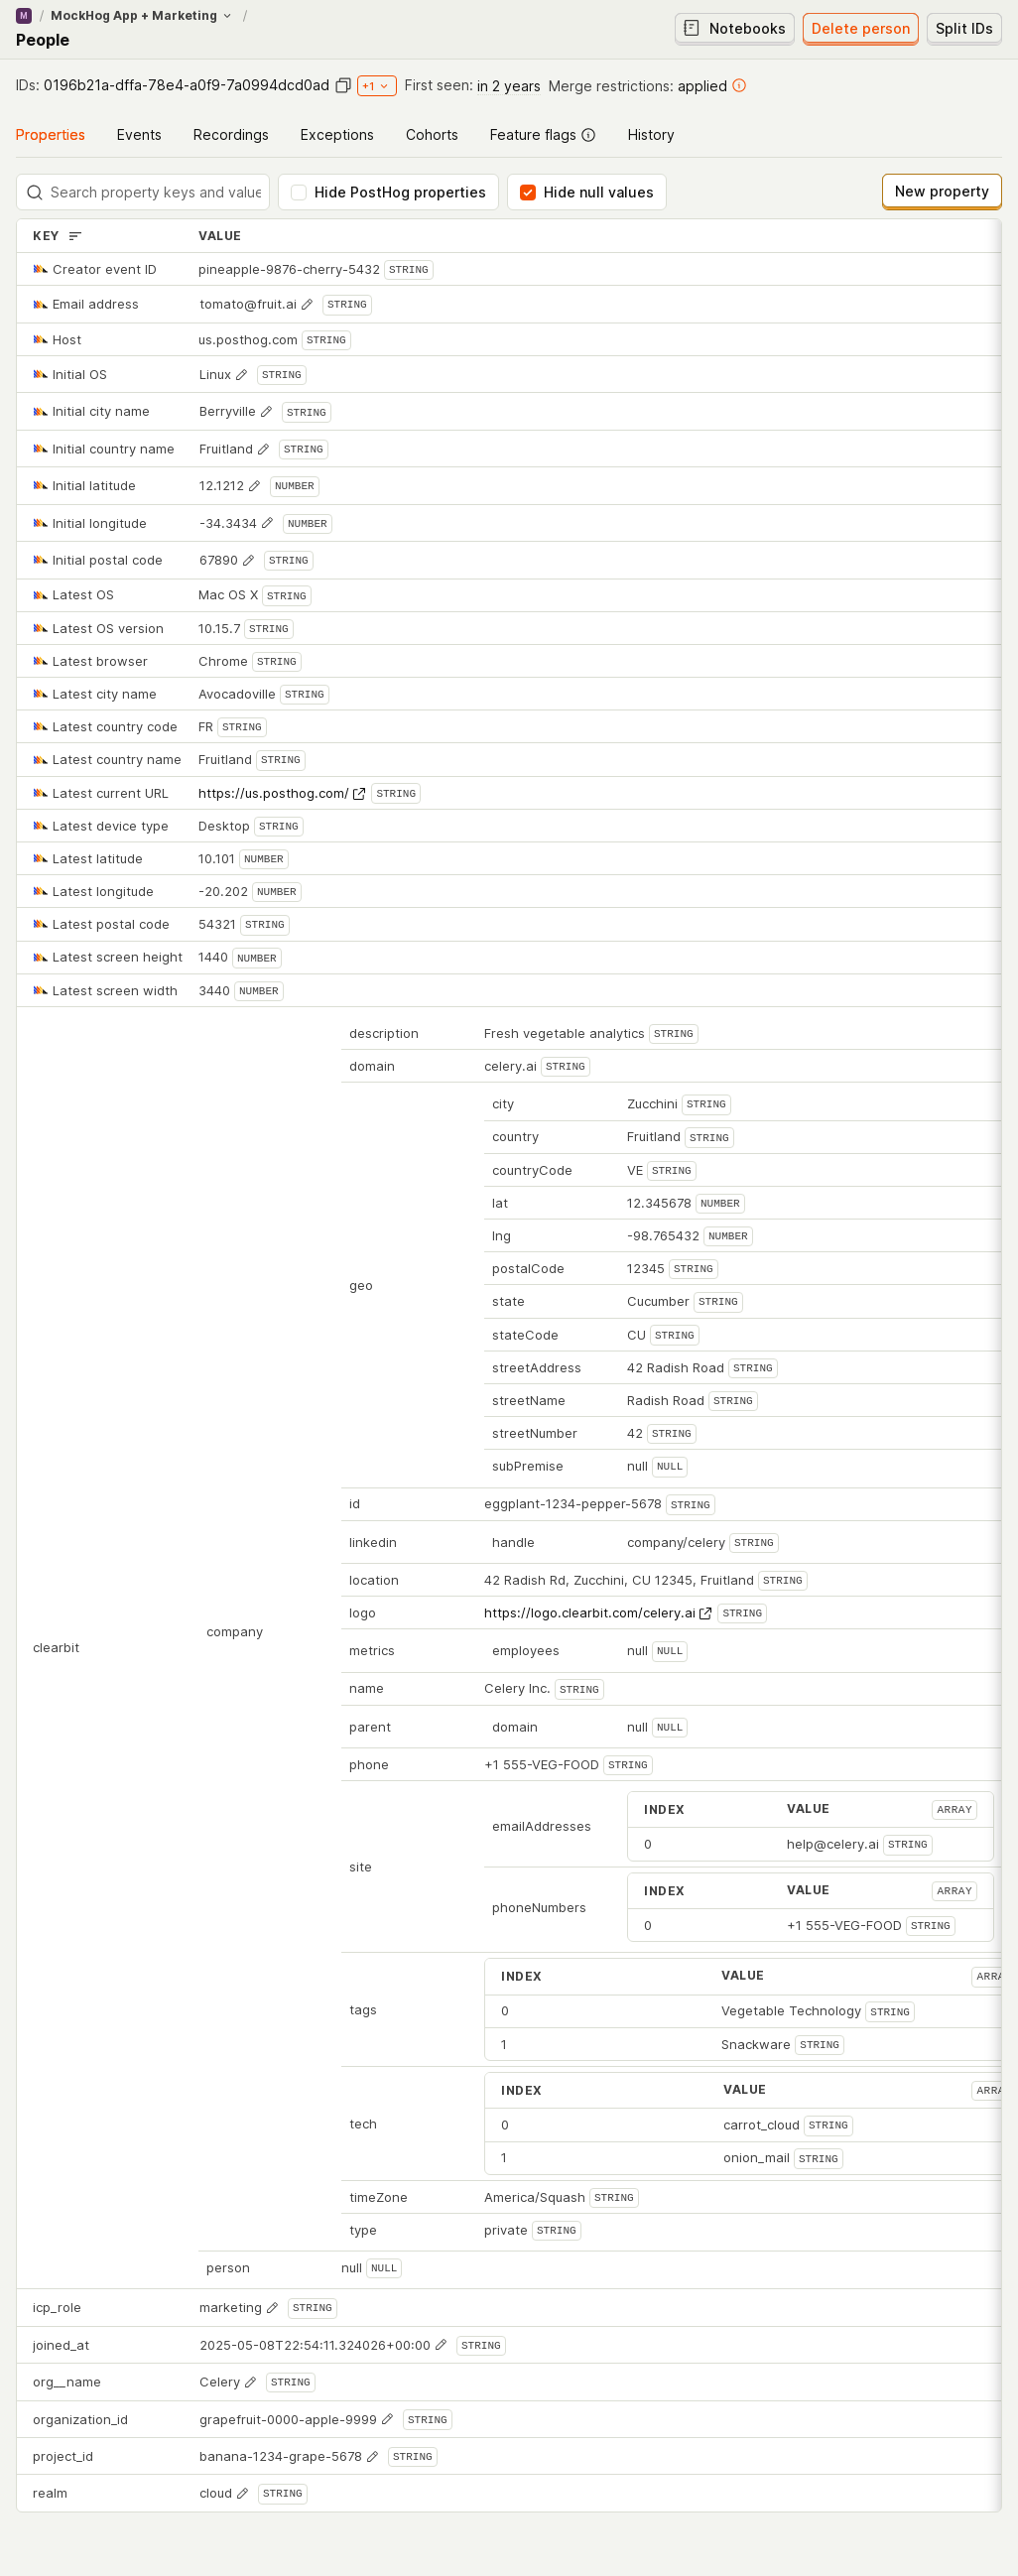 M / MockHog App + Marketing /
People
Notebooks
Delete person
Split IDs
IDs: 0196b21a-dffa-78e4-a0f9-7a0994dcd0ad +1 First seen: in 2 years Merge restrictions: applied
Properties Events Recordings Exceptions Cohorts Feature flags History
Search property keys and value
Hide PostHog properties
Hide null values
New property
KEY VALUE
Creator event ID pineapple-9876-cherry-5432 STRING
Email address tomato@fruit.ai STRING
Host us.posthog.com STRING
Initial OS Linux STRING
Initial city name Berryville STRING
Initial country name Fruitland STRING
Initial latitude 12.1212 NUMBER
Initial longitude -34.3434 NUMBER
Initial postal code 67890 STRING
Latest OS Mac OS X STRING
Latest OS version 10.15.7 STRING
Latest browser Chrome STRING
Latest city name Avocadoville STRING
Latest country code FR STRING
Latest country name Fruitland STRING
Latest current URL https://us.posthog.com/ STRING
Latest device type Desktop STRING
Latest latitude 10.101 NUMBER
Latest longitude -20.202 NUMBER
Latest postal code 54321 STRING
Latest screen height 1440 NUMBER
Latest screen width 3440 NUMBER
clearbit
company
description Fresh vegetable analytics STRING
domain celery.ai STRING
geo
city Zucchini STRING
country Fruitland STRING
countryCode VE STRING
lat 12.345678 NUMBER
lng -98.765432 NUMBER
postalCode 12345 STRING
state Cucumber STRING
stateCode CU STRING
streetAddress 42 Radish Road STRING
streetName Radish Road STRING
streetNumber 42 STRING
subPremise null NULL
id eggplant-1234-pepper-5678 STRING
linkedin handle company/celery STRING
location 42 Radish Rd, Zucchini, CU 12345, Fruitland STRING
logo https://logo.clearbit.com/celery.ai STRING
metrics employees null NULL
name Celery Inc. STRING
parent domain null NULL
phone +1 555-VEG-FOOD STRING
site
emailAddresses
INDEX VALUE ARRAY
0 help@celery.ai STRING
phoneNumbers
INDEX VALUE ARRAY
0 +1 555-VEG-FOOD STRING
tags
INDEX VALUE ARRA
0 Vegetable Technology STRING
1 Snackware STRING
tech
INDEX VALUE ARRA
0 carrot_cloud STRING
1 onion_mail STRING
timeZone America/Squash STRING
type private STRING
person null NULL
icp_role marketing STRING
joined_at 2025-05-08T22:54:11.324026+00:00 STRING
org__name Celery STRING
organization_id grapefruit-0000-apple-9999 STRING
project_id banana-1234-grape-5678 STRING
realm cloud STRING